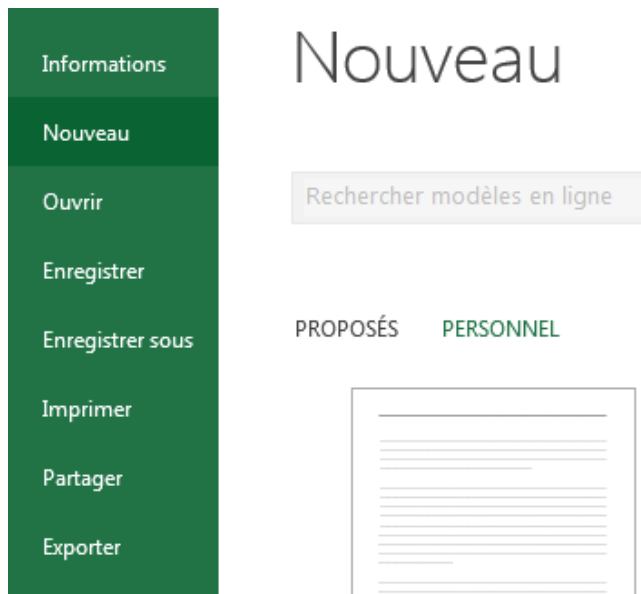 Informations
Nouveau
Ouvrir
Enregistrer
Enregistrer sous
Imprimer
Partager
Exporter
Nouveau
Rechercher modèles en ligne
PROPOSÉS PERSONNEL